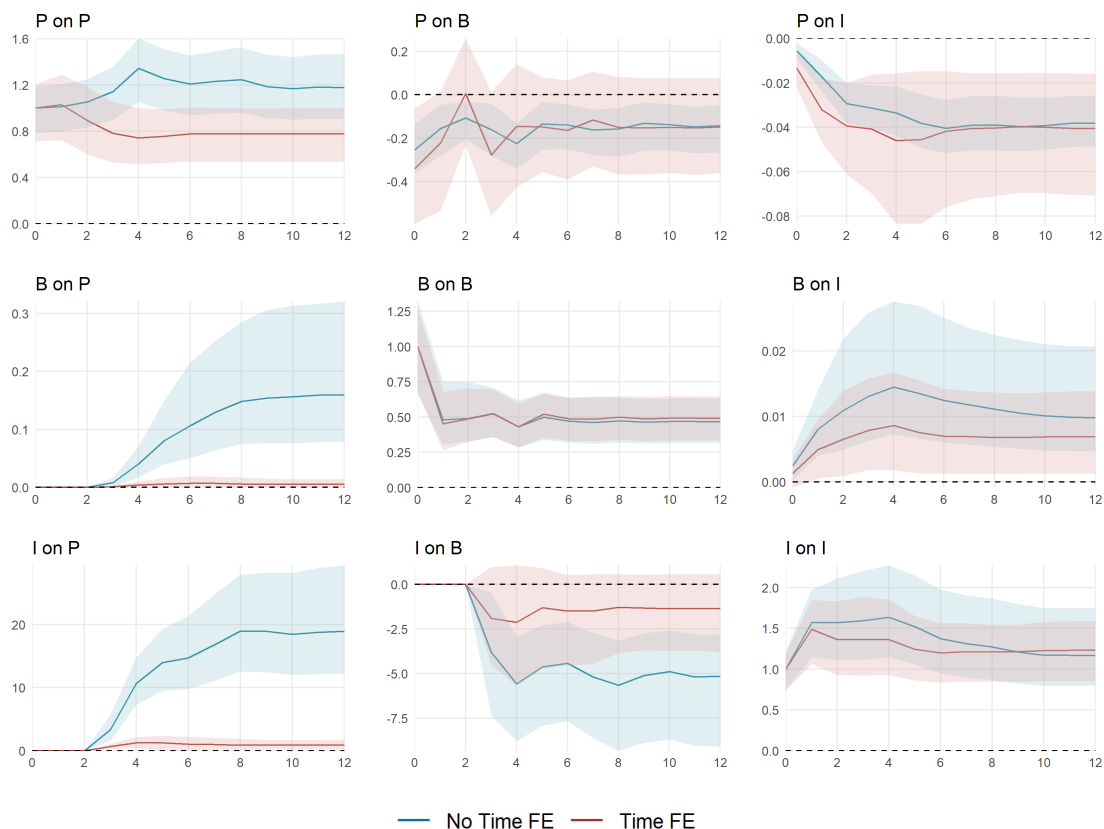 P on P
P on B
P on I
1.6
1.2
0.8
0.4
0.0
0 2 4 6 8 10 12
0.2
0.0
-0.2
-0.4
0 2 4 6 8 10 12
0.00
-0.02
-0.04
-0.06
-0.08
0 2 4 6 8 10 12
B on P
B on B
B on I
0.3
0.2
0.1
0.0
0 2 4 6 8 10 12
1.25
1.00
0.75
0.50
0.25
0.00
0 2 4 6 8 10 12
0.02
0.01
0.00
0 2 4 6 8 10 12
I on P
I on B
I on I
20
10
0
0 2 4 6 8 10 12
0.0
-2.5
-5.0
-7.5
0 2 4 6 8 10 12
2.0
1.5
1.0
0.5
0.0
0 2 4 6 8 10 12
No Time FE Time FE